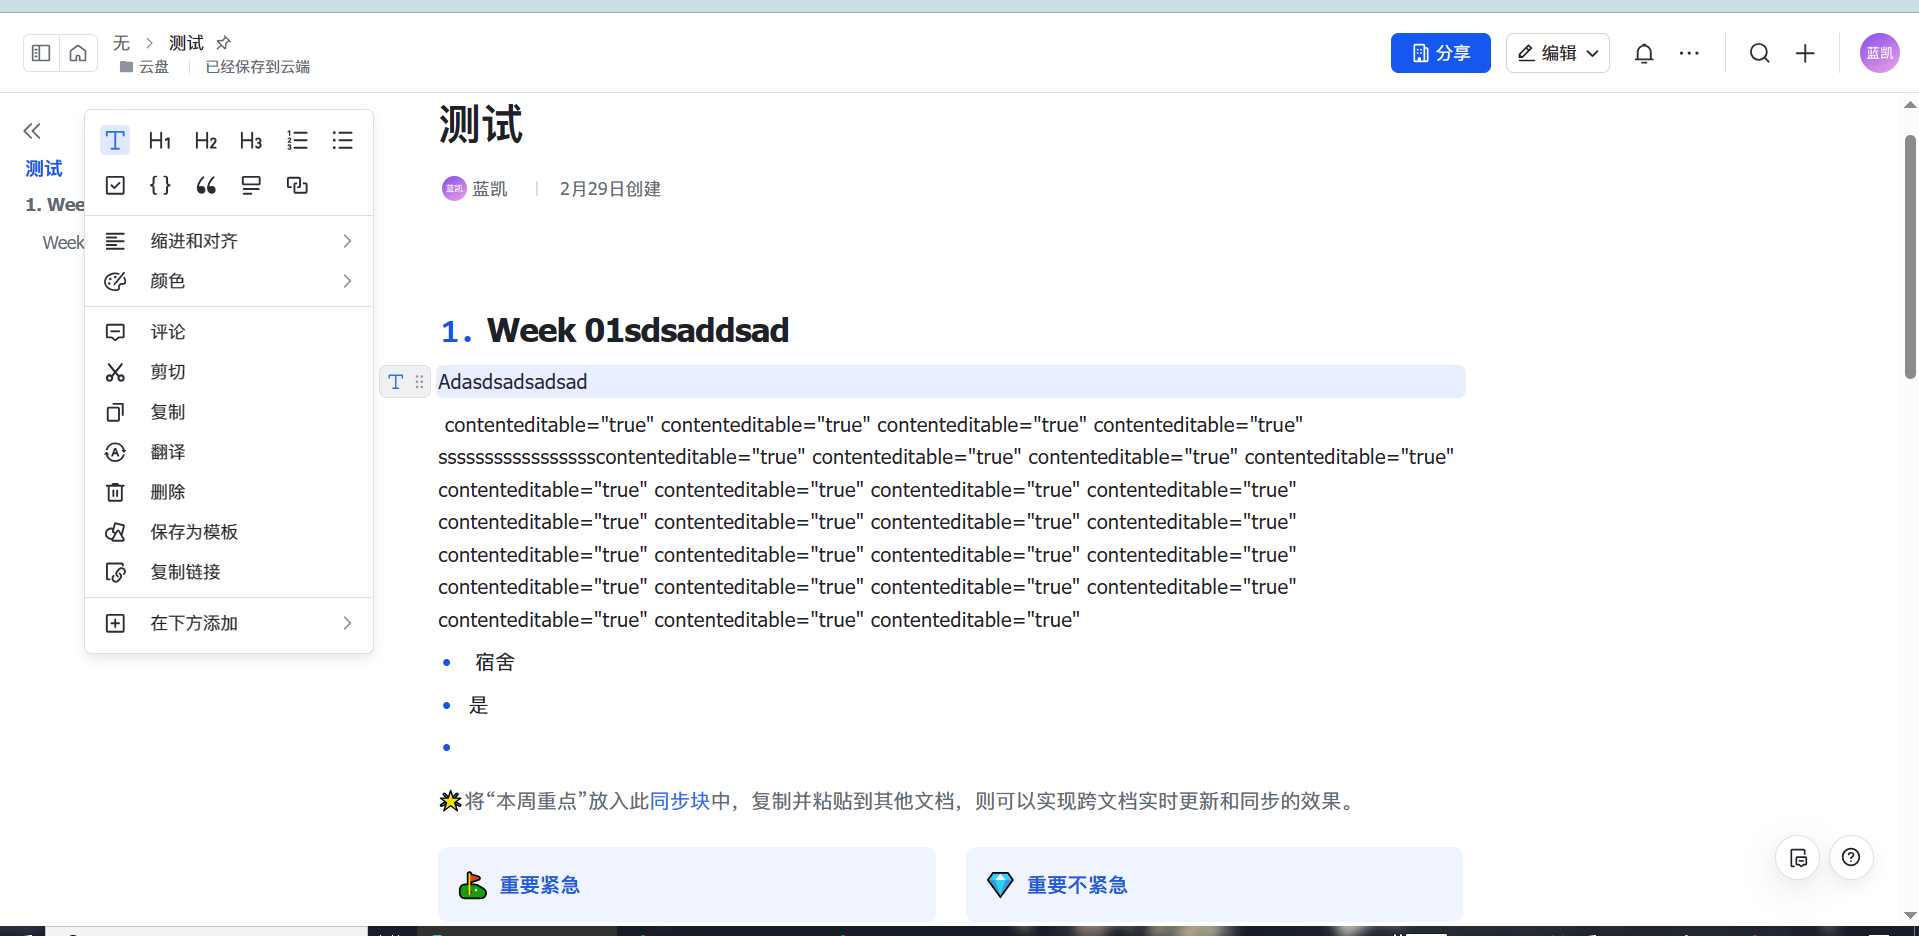 无 > 测试
云盘 | 已经保存到云端
分享
编辑
蓝凯
测试
1. Wee
Week
T H1 H2 H3
缩进和对齐
颜色
评论
剪切
复制
翻译
删除
保存为模板
复制链接
在下方添加
测试
蓝凯 蓝凯 | 2月29日创建
1. Week 01sdsaddsad
Adasdsadsadsad
contenteditable="true" contenteditable="true" contenteditable="true" contenteditable="true"
sssssssssssssssssscontenteditable="true" contenteditable="true" contenteditable="true" contenteditable="true"
contenteditable="true" contenteditable="true" contenteditable="true" contenteditable="true"
contenteditable="true" contenteditable="true" contenteditable="true" contenteditable="true"
contenteditable="true" contenteditable="true" contenteditable="true" contenteditable="true"
contenteditable="true" contenteditable="true" contenteditable="true" contenteditable="true"
contenteditable="true" contenteditable="true" contenteditable="true"
• 宿舍
• 是
•
🌟将“本周重点”放入此同步块中，复制并粘贴到其他文档，则可以实现跨文档实时更新和同步的效果。
重要紧急
重要不紧急